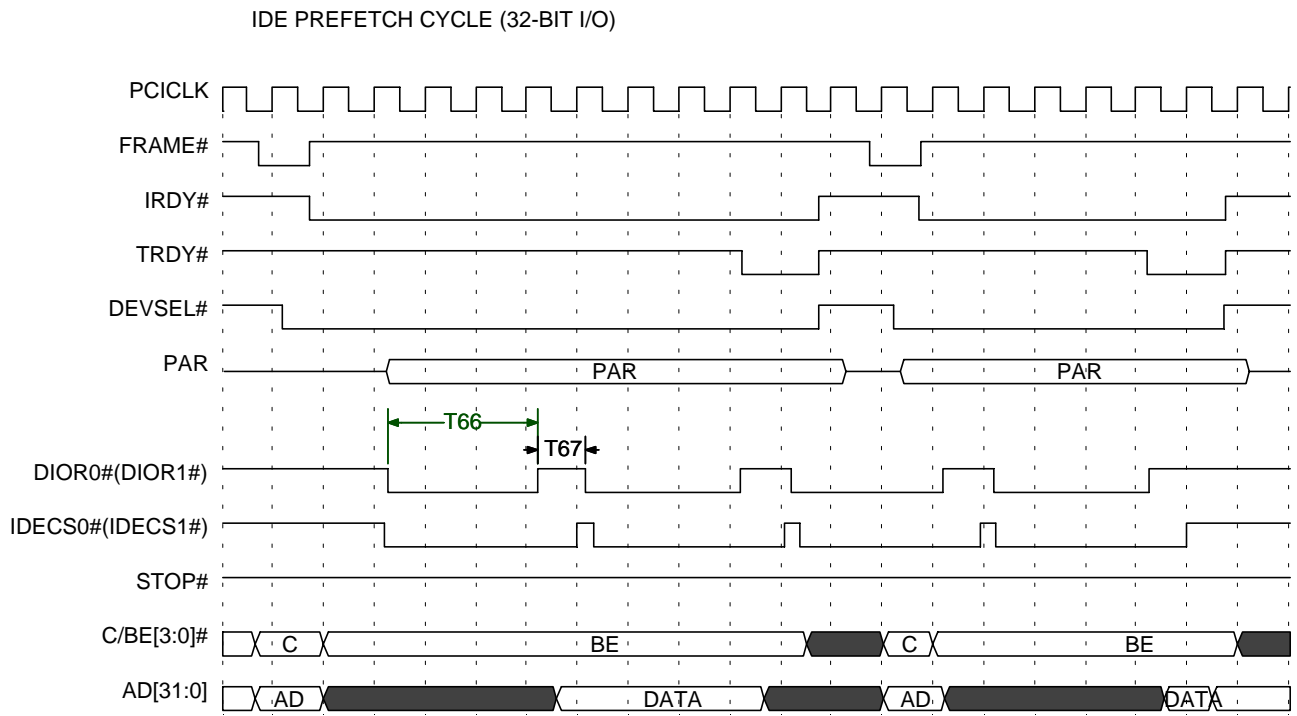 IDE PREFETCH CYCLE (32-BIT I/O)
PCICLK
FRAME#
IRDY#
TRDY#
DEVSEL#
PAR PAR PAR
T66
T67
DIOR0#(DIOR1#)
IDECS0#(IDECS1#)
STOP#
C/BE[3:0]# C BE C BE
AD[31:0] AD DATA AD DATA